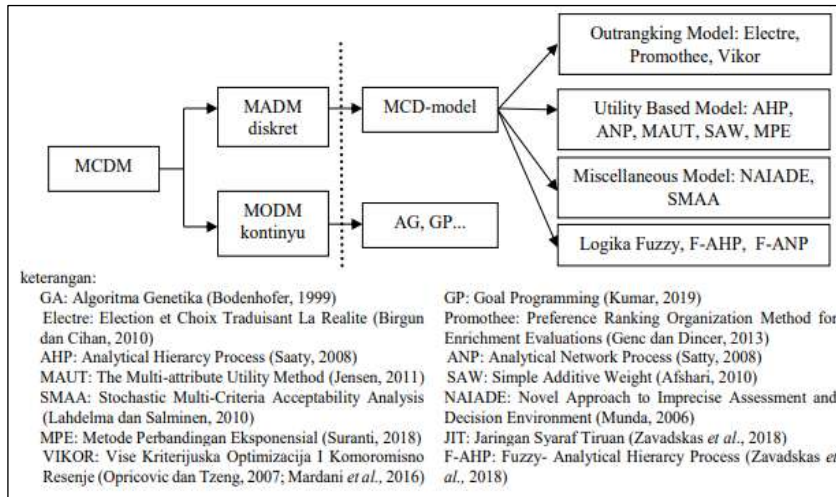 Outrangking Model: Electre,
Promothee, Vikor
MADM
diskret
MCD-model
Utility Based Model: AHP,
ANP, MAUT, SAW, MPE
MCDM
Miscellaneous Model: NAIADE,
SMAA
MODM
kontinyu
AG, GP...
Logika Fuzzy, F-AHP, F-ANP
keterangan:
GA: Algoritma Genetika (Bodenhofer, 1999)
Electre: Election et Choix Traduisant La Realite (Birgun
dan Cihan, 2010)
AHP: Analytical Hierarcy Process (Saaty, 2008)
MAUT: The Multi-attribute Utility Method (Jensen, 2011)
SMAA: Stochastic Multi-Criteria Acceptability Analysis
(Lahdelma dan Salminen, 2010)
MPE: Metode Perbandingan Eksponensial (Suranti, 2018)
VIKOR: Vise Kriterijuska Optimizacija I Komoromisno
Resenje (Opricovic dan Tzeng, 2007; Mardani et al., 2016)
GP: Goal Programming (Kumar, 2019)
Promothee: Preference Ranking Organization Method for
Enrichment Evaluations (Genc dan Dincer, 2013)
ANP: Analytical Network Process (Satty, 2008)
SAW: Simple Additive Weight (Afshari, 2010)
NAIADE: Novel Approach to Imprecise Assessment and
Decision Environment (Munda, 2006)
JIT: Jaringan Syaraf Tiruan (Zavadskas et al., 2018)
F-AHP: Fuzzy- Analytical Hierarcy Process (Zavadskas et
al., 2018)